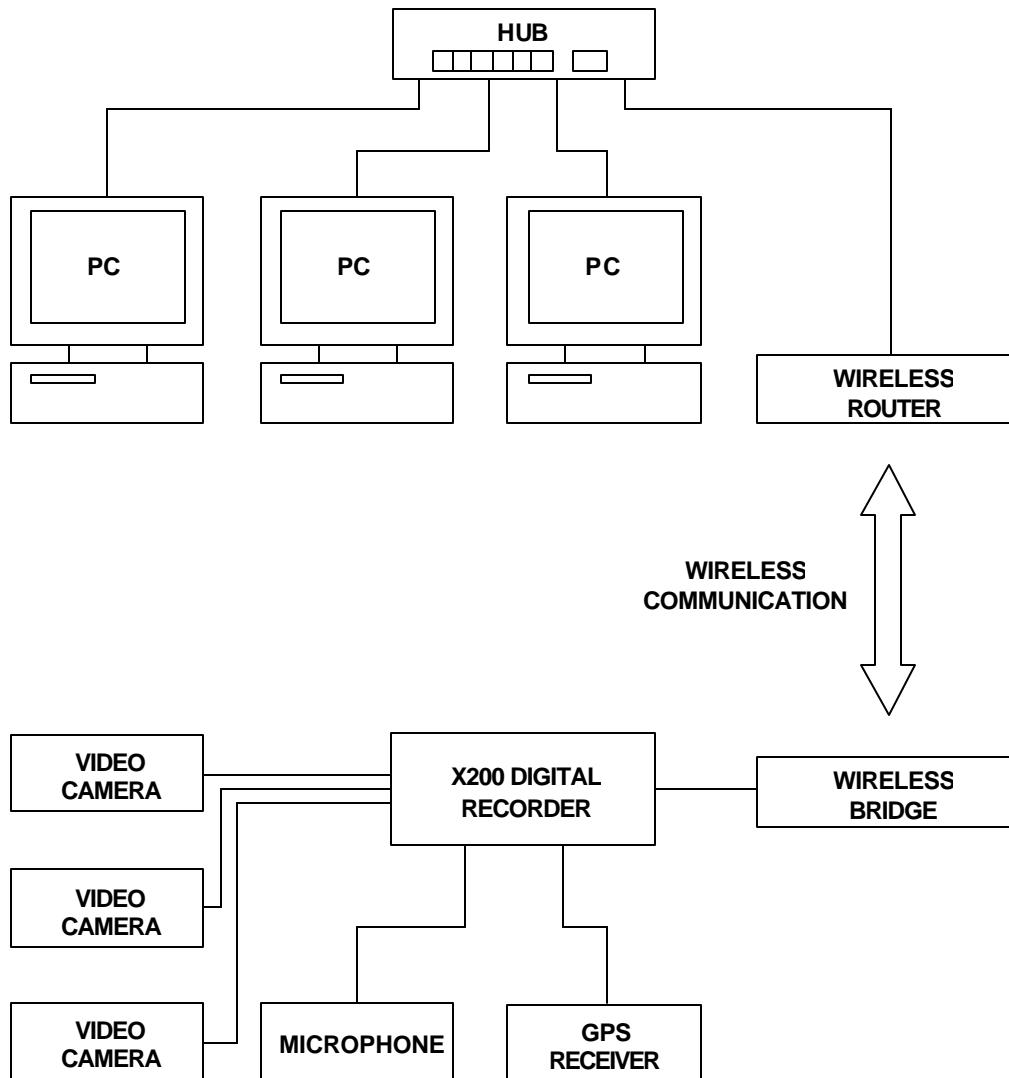 HUB
PC
PC
PC
WIRELESS
ROUTER
WIRELESS
COMMUNICATION
VIDEO
CAMERA
X200 DIGITAL
RECORDER
WIRELESS
BRIDGE
VIDEO
CAMERA
VIDEO
CAMERA
MICROPHONE
GPS
RECEIVER